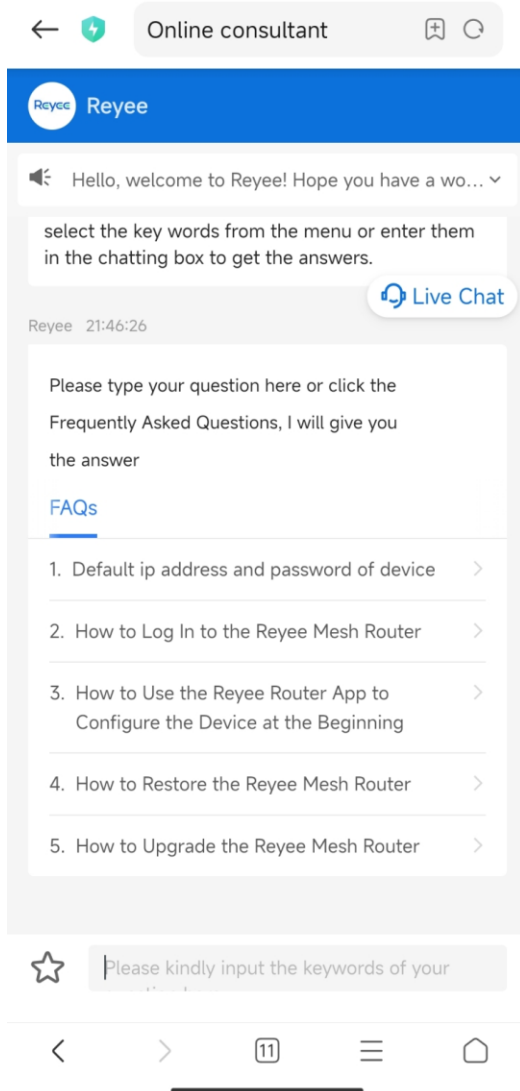 Online consultant
Reyee
Reyee
Hello, welcome to Reyee! Hope you have a wo...
select the key words from the menu or enter them
in the chatting box to get the answers.
Live Chat
Reyee 21:46:26
Please type your question here or click the
Frequently Asked Questions, I will give you
the answer
FAQs
1. Default ip address and password of device
2. How to Log In to the Reyee Mesh Router
3. How to Use the Reyee Router App to
Configure the Device at the Beginning
4. How to Restore the Reyee Mesh Router
5. How to Upgrade the Reyee Mesh Router
Please kindly input the keywords of your
11